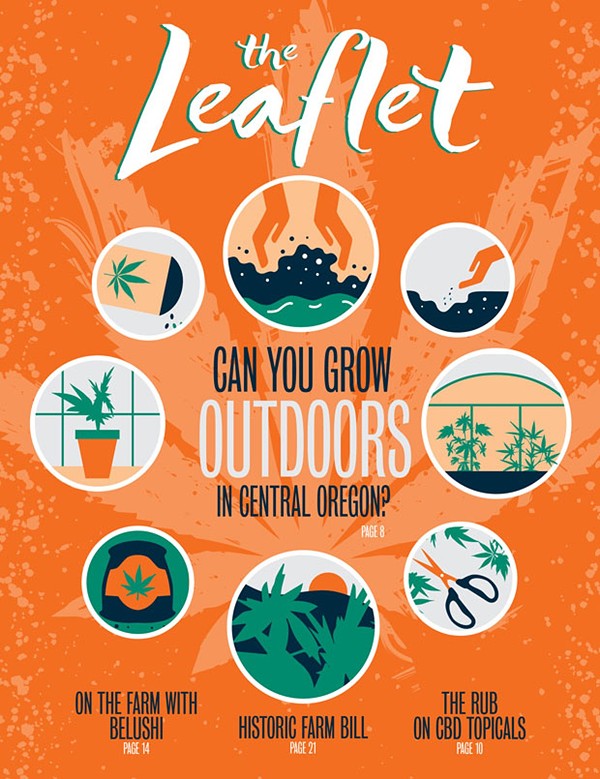 the
Leaflet
CAN YOU GROW
OUTDOORS
IN CENTRAL OREGON?
PAGE 8
ON THE FARM WITH
BELUSHI
PAGE 14
HISTORIC FARM BILL
PAGE 21
THE RUB
ON CBD TOPICALS
PAGE 10